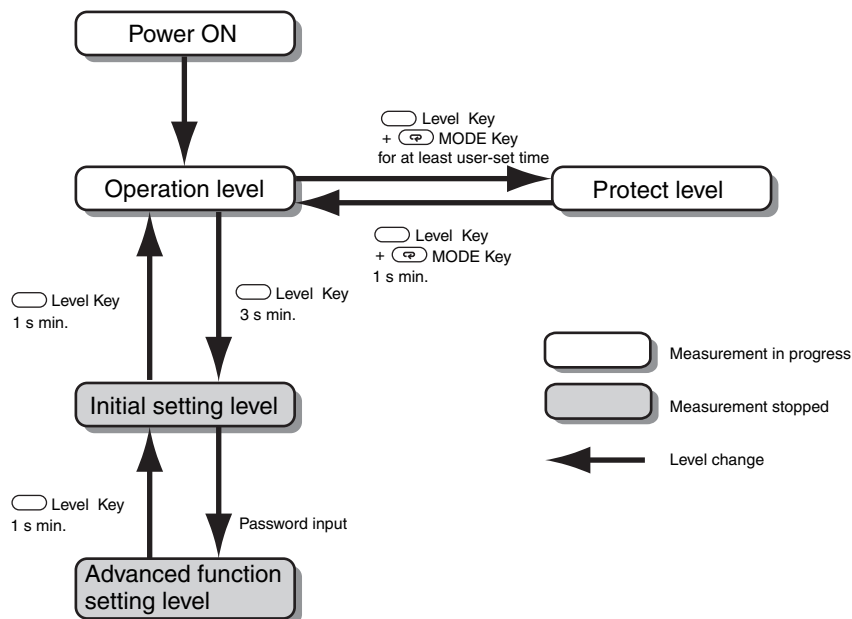 Power ON
Level Key
+ MODE Key
for at least user-set time
Operation level
Protect level
Level Key
+ MODE Key
1 s min.
Level Key
1 s min.
Level Key
3 s min.
Measurement in progress
Initial setting level
Measurement stopped
Level change
Level Key
1 s min.
Password input
Advanced function
setting level